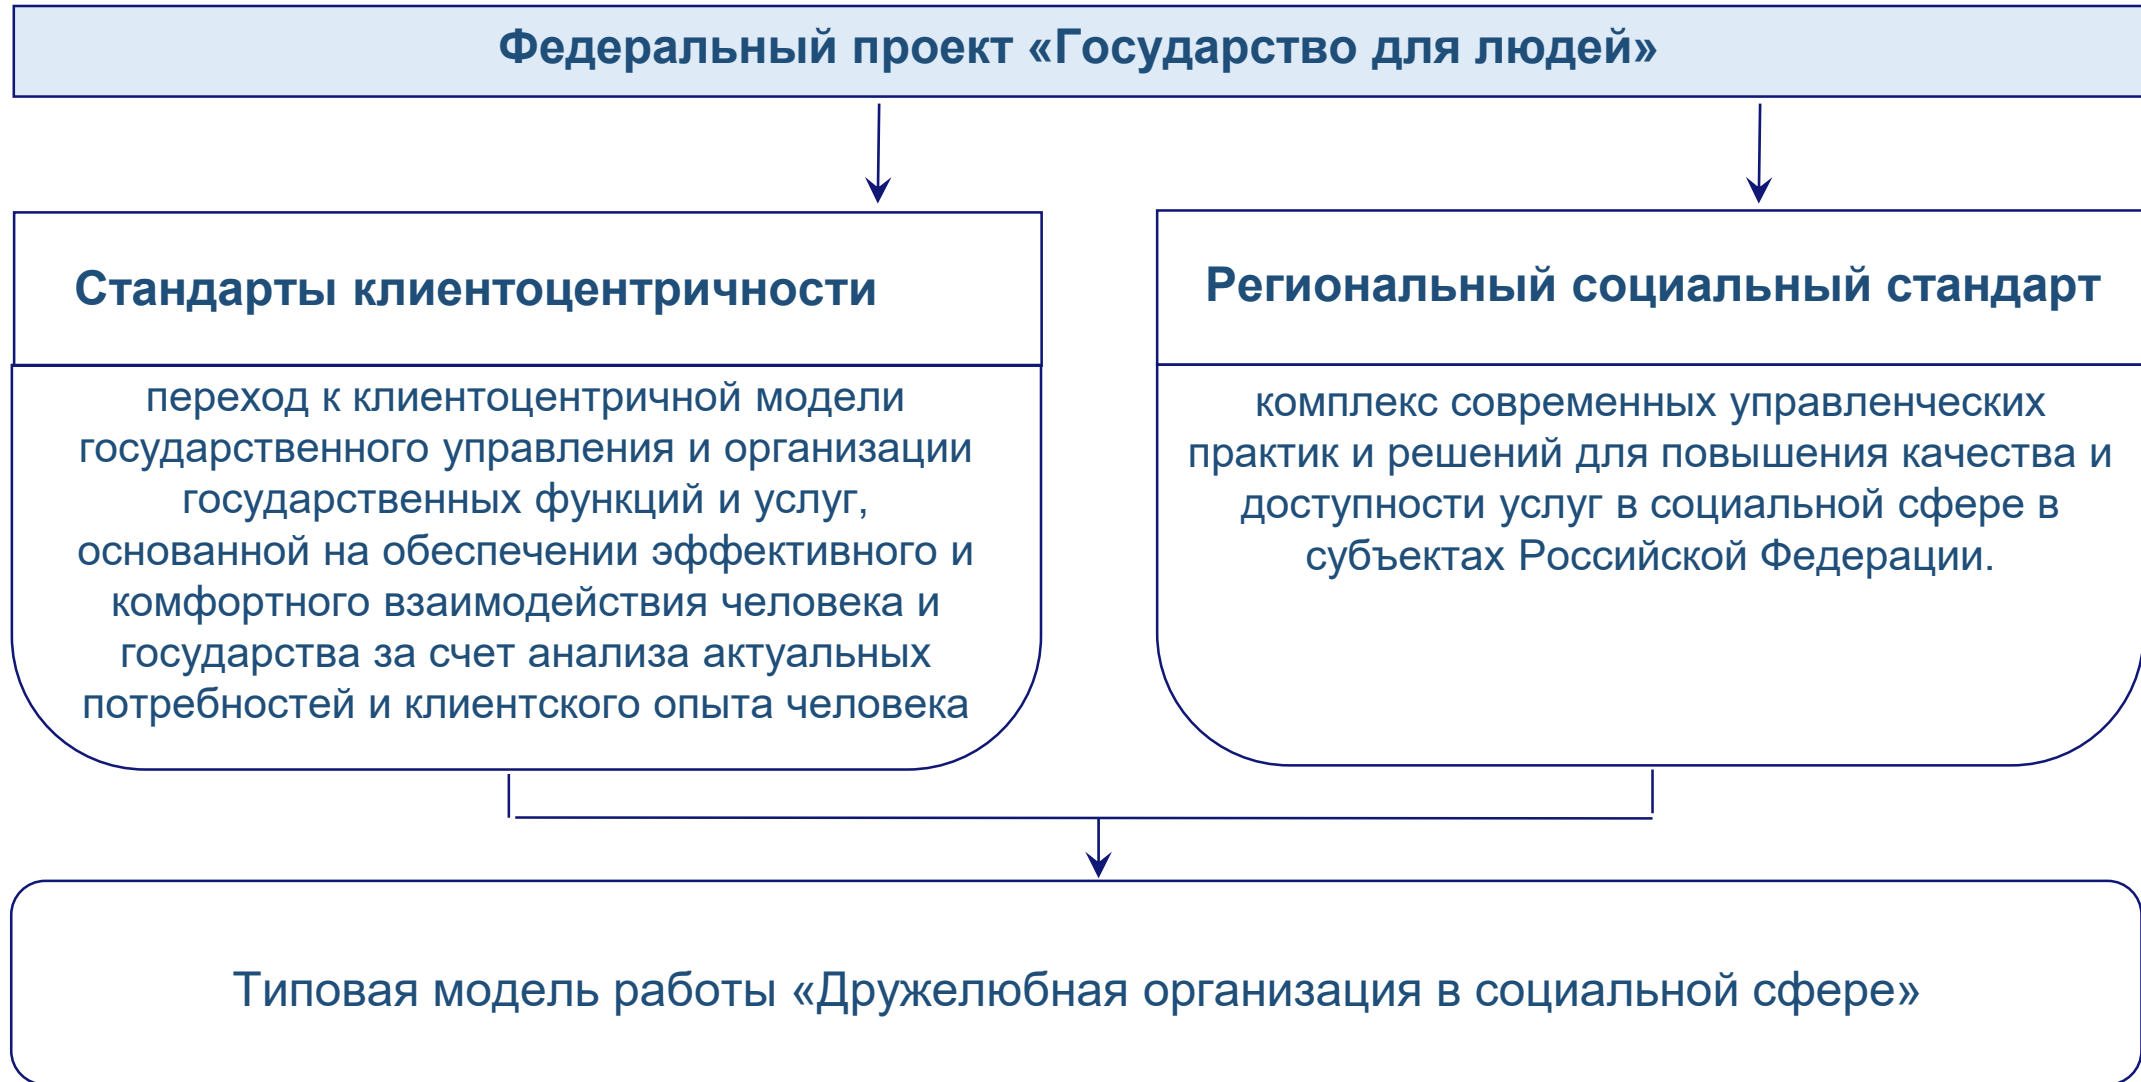 Федеральный проект «Государство для людей»
Стандарты клиентоцентричности
переход к клиентоцентричной модели
государственного управления и организации
государственных функций и услуг,
основанной на обеспечении эффективного и
комфортного взаимодействия человека и
государства за счет анализа актуальных
потребностей и клиентского опыта человека
Региональный социальный стандарт
комплекс современных управленческих
практик и решений для повышения качества и
доступности услуг в социальной сфере в
субъектах Российской Федерации.
Типовая модель работы «Дружелюбная организация в социальной сфере»